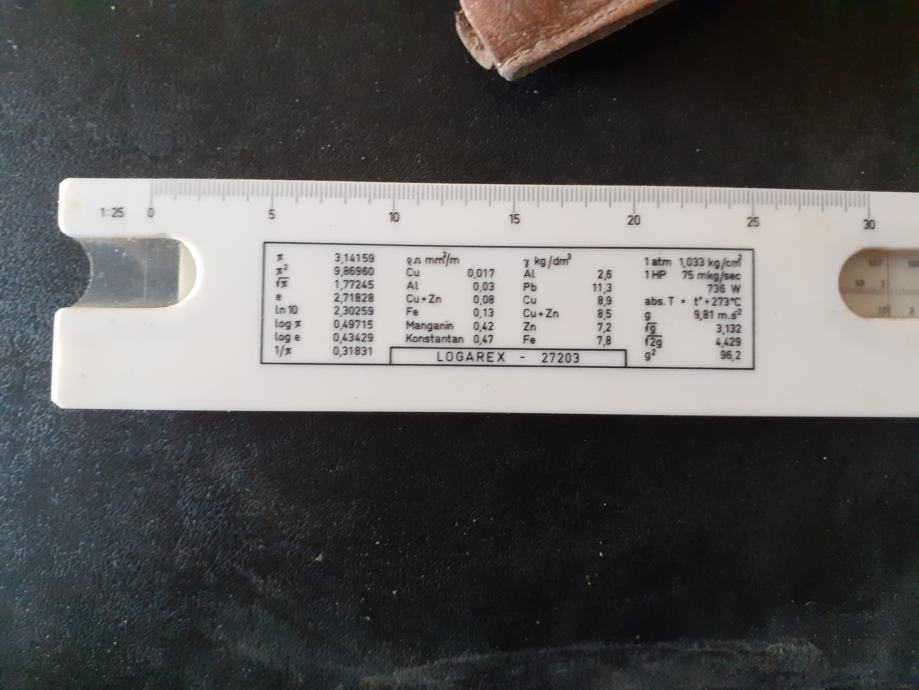 1:25 0 5 10 15 20 25 30
π 3,14159
π² 9,86960
√π 1,77245
e 2,71828
ln 10 2,30259
log π 0,49715
log e 0,43429
1/π 0,31831
ϱ Ω mm²/m
Cu 0,017
Al 0,03
Cu+Zn 0,08
Fe 0,13
Manganin 0,42
Konstantan 0,47
γ kg/dm³
Al 2,6
Pb 11,3
Cu 8,9
Cu+Zn 8,5
Zn 7,2
Fe 7,8
1 atm 1,033 kg/cm²
1 HP 75 mkg/sec
736 W
abs. T = t°+273°C
g 9,81 m.s²
√g 3,132
√2g 4,429
g² 96,2
LOGAREX - 27203